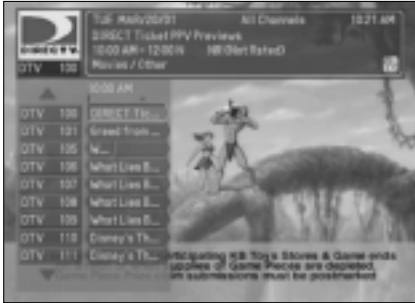 TUE MAR/20/01 All Channels 10:21 AM
DIRECT Ticket PPV Previews
10:00 AM - 12:00 N NR (Not Rated)
Movies / Other
DIRECTV
DTV 100
10:00 AM
DTV 100 DIRECT Tic...
DTV 101 Greed from...
DTV 105 W...
DTV 106 What Lies B...
DTV 107 What Lies B...
DTV 108 What Lies B...
DTV 109 What Lies B...
DTV 110 Disney's Th...
DTV 111 Disney's Th...
rticipating KB Toys Stores & Game ends
upplies of Game Pieces are depleted.
submissions must be postmarked